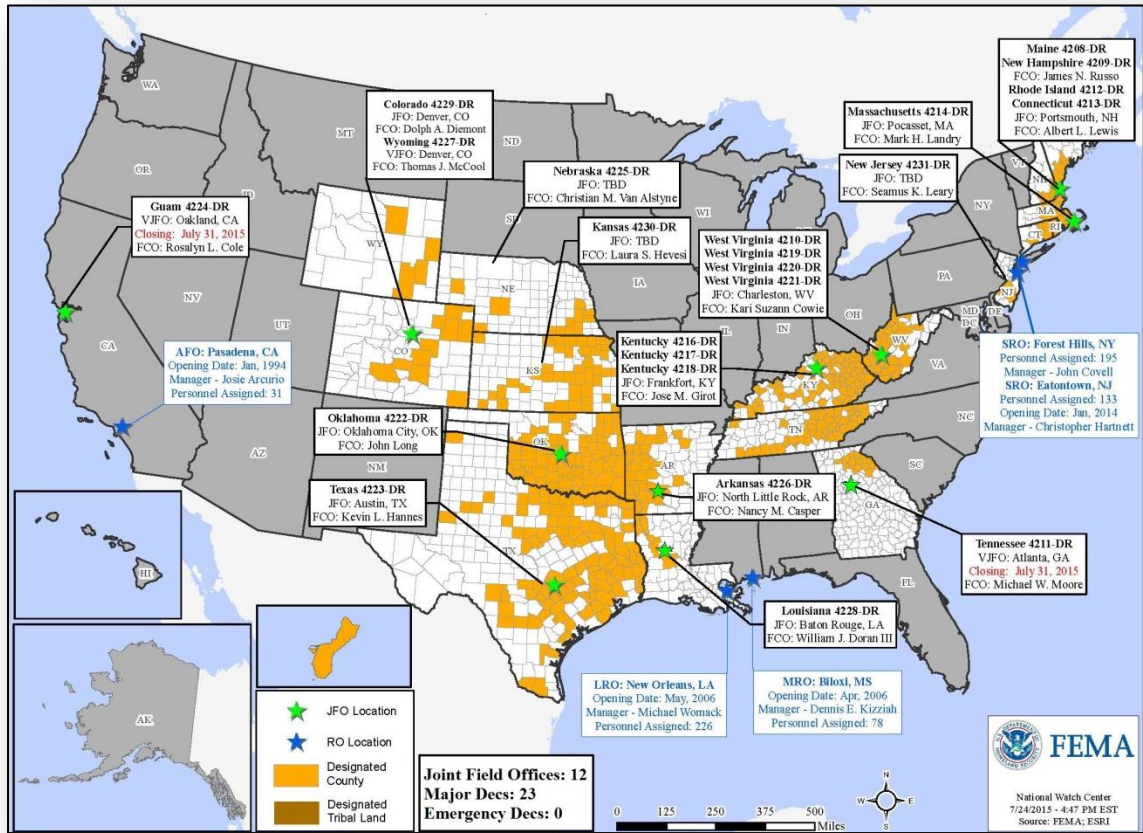 Maine 4208-DR
New Hampshire 4209-DR
FCO: James N. Russo
Rhode Island 4212-DR
Connecticut 4213-DR
JFO: Portsmouth, NH
FCO: Albert L. Lewis
Massachusetts 4214-DR
JFO: Pocasset, MA
FCO: Mark H. Landry
New Jersey 4231-DR
JFO: TBD
FCO: Seamus K. Leary
Colorado 4229-DR
JFO: Denver, CO
FCO: Dolph A. Diemont
Wyoming 4227-DR
VJFO: Denver, CO
FCO: Thomas J. McCool
Nebraska 4225-DR
JFO: TBD
FCO: Christian M. Van Alstyne
Kansas 4230-DR
JFO: TBD
FCO: Laura S. Hevesi
Guam 4224-DR
VJFO: Oakland, CA
Closing: July 31, 2015
FCO: Rosalyn L. Cole
West Virginia 4210-DR
West Virginia 4219-DR
West Virginia 4220-DR
West Virginia 4221-DR
JFO: Charleston, WV
FCO: Kari Suzann Cowie
Kentucky 4216-DR
Kentucky 4217-DR
Kentucky 4218-DR
JFO: Frankfort, KY
FCO: Jose M. Girot
AFO: Pasadena, CA
Opening Date: Jan, 1994
Manager - Josie Arcurio
Personnel Assigned: 31
SRO: Forest Hills, NY
Personnel Assigned: 195
Manager - John Covell
SRO: Eatontown, NJ
Personnel Assigned: 133
Opening Date: Jan, 2014
Manager - Christopher Hartnett
Oklahoma 4222-DR
JFO: Oklahoma City, OK
FCO: John Long
Texas 4223-DR
JFO: Austin, TX
FCO: Kevin L. Hannes
Arkansas 4226-DR
JFO: North Little Rock, AR
FCO: Nancy M. Casper
Tennessee 4211-DR
VJFO: Atlanta, GA
Closing: July 31, 2015
FCO: Michael W. Moore
Louisiana 4228-DR
JFO: Baton Rouge, LA
FCO: William J. Doran III
LRO: New Orleans, LA
Opening Date: May, 2006
Manager - Michael Womack
Personnel Assigned: 226
MRO: Biloxi, MS
Opening Date: Apr, 2006
Manager - Dennis E. Kizziah
Personnel Assigned: 78
WA
OR
CA
NV
ID
MT
WY
UT
AZ
CO
NM
ND
SD
NE
KS
OK
TX
IA
WI
IL
IN
OH
KY
TN
AR
GA
FL
SC
NC
VA
WV
MD
DC
DE
PA
NJ
NY
CT
RI
MA
VT
NH
HI
AK
JFO Location
RO Location
Designated
County
Designated
Tribal Land
Joint Field Offices: 12
Major Decs: 23
Emergency Decs: 0
0 125 250 375 500
Miles
N
W
E
S
FEMA
National Watch Center
7/24/2015 - 4:47 PM EST
Source: FEMA; ESRI